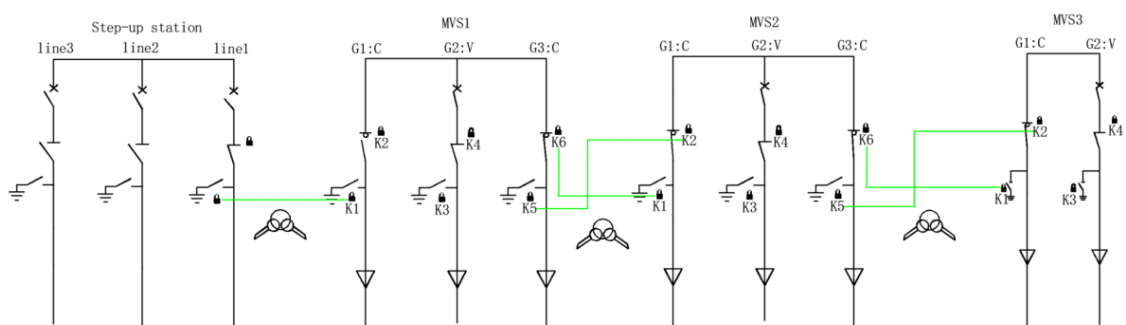 Step-up station
line3 line2 line1
MVS1
G1:C G2:V G3:C
K2 K4 K6
K1 K3 K5
MVS2
G1:C G2:V G3:C
K2 K4 K6
K1 K3 K5
MVS3
G1:C G2:V
K2 K4
K1 K3